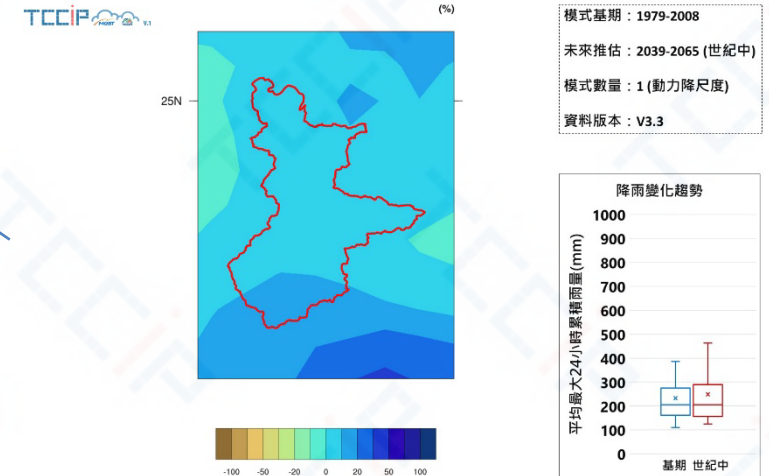 TCCIP MOST V.1
(%)
25N
-100 -50 -20 0 20 50 100
模式基期：1979-2008
未來推估：2039-2065 (世紀中)
模式數量：1 (動力降尺度)
資料版本：V3.3
降雨變化趨勢
平均最大24小時累積雨量(mm)
1000
900
800
700
600
500
400
300
200
100
0
基期 世紀中
TCCIP